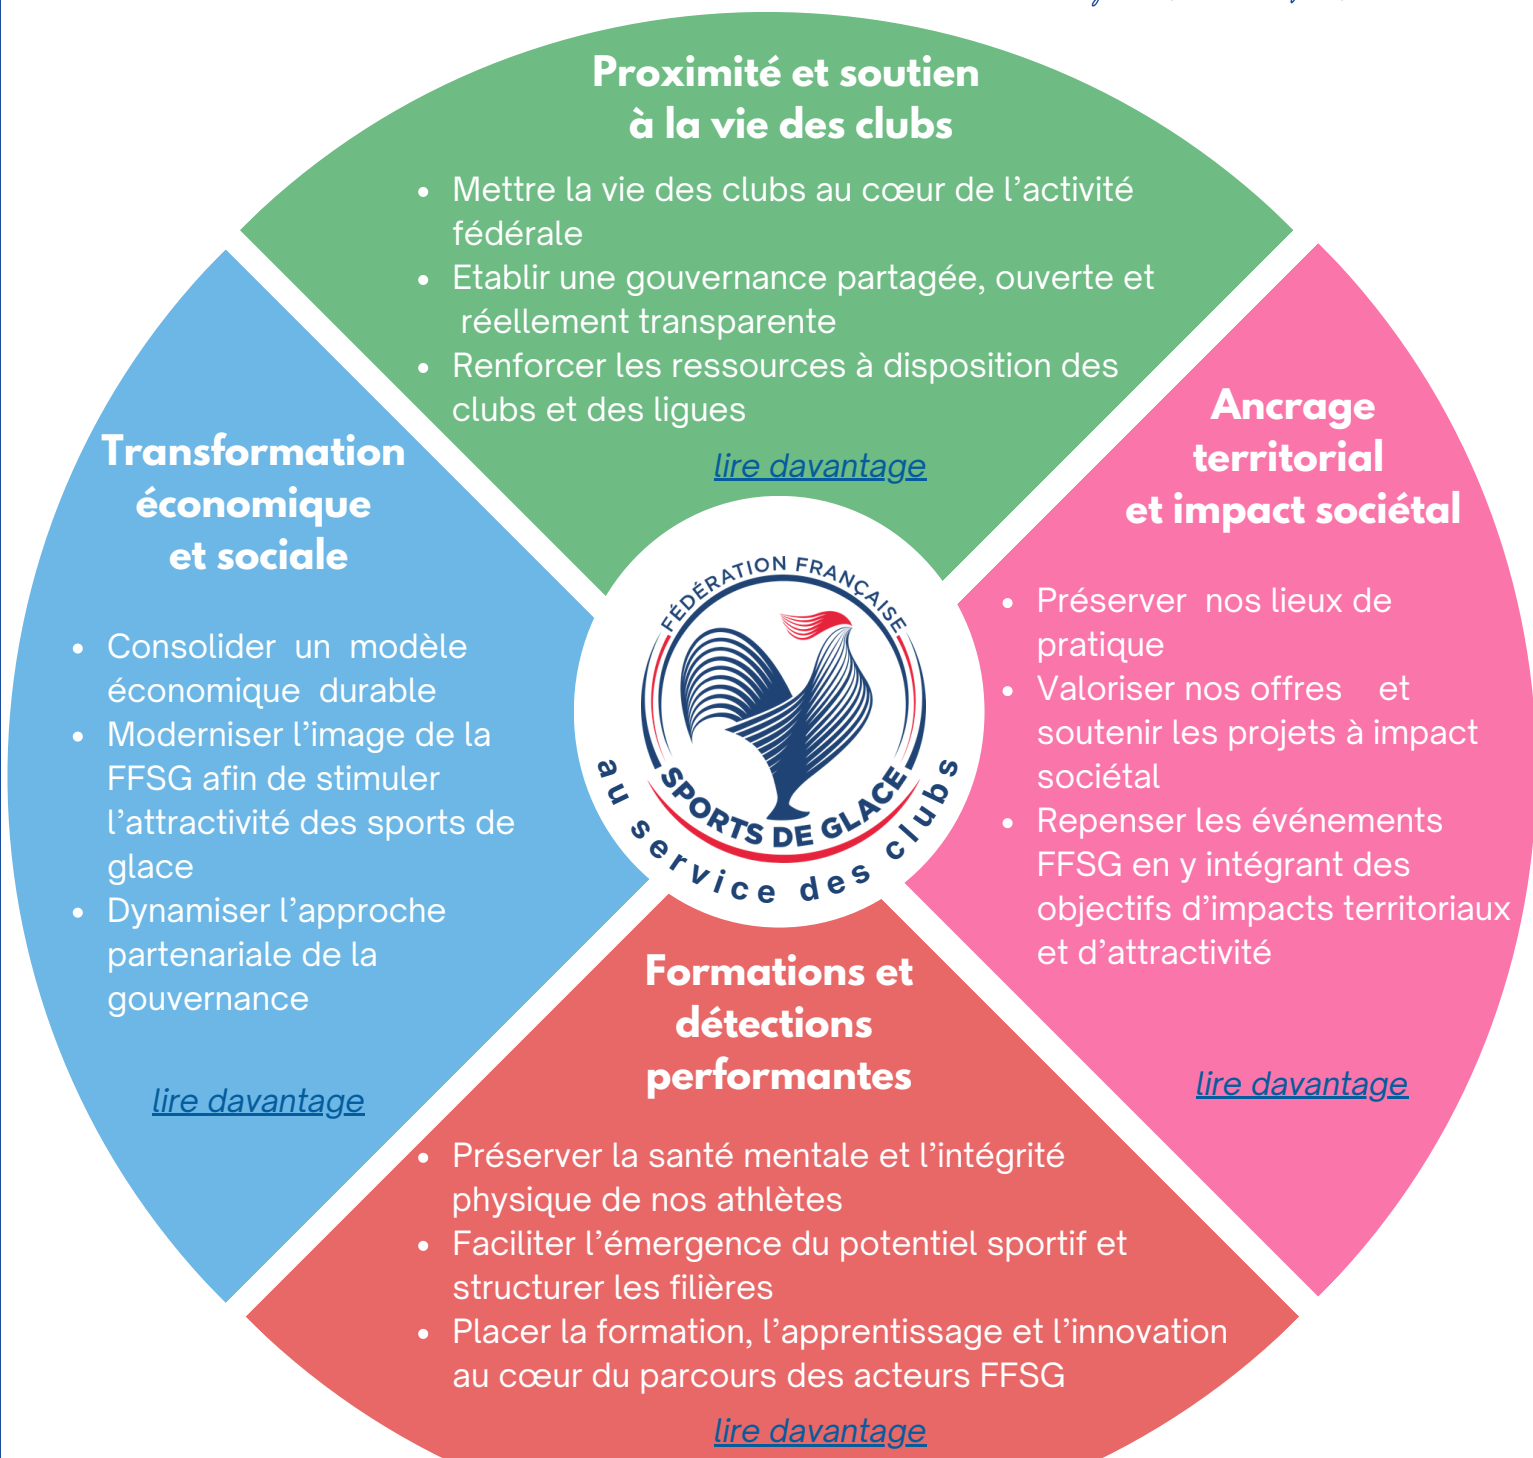 Proximité et soutien
à la vie des clubs
• Mettre la vie des clubs au cœur de l’activité
fédérale
• Etablir une gouvernance partagée, ouverte et
réellement transparente
• Renforcer les ressources à disposition des
clubs et des ligues
lire davantage
Transformation
économique
et sociale
• Consolider un modèle
économique durable
• Moderniser l’image de la
FFSG afin de stimuler
l’attractivité des sports de
glace
• Dynamiser l’approche
partenariale de la
gouvernance
lire davantage
FÉDÉRATION FRANÇAISE
SPORTS DE GLACE
au service des clubs
Ancrage
territorial
et impact sociétal
• Préserver nos lieux de
pratique
• Valoriser nos offres et
soutenir les projets à impact
sociétal
• Repenser les événements
FFSG en y intégrant des
objectifs d’impacts territoriaux
et d’attractivité
lire davantage
Formations et
détections
performantes
• Préserver la santé mentale et l’intégrité
physique de nos athlètes
• Faciliter l’émergence du potentiel sportif et
structurer les filières
• Placer la formation, l’apprentissage et l’innovation
au cœur du parcours des acteurs FFSG
lire davantage